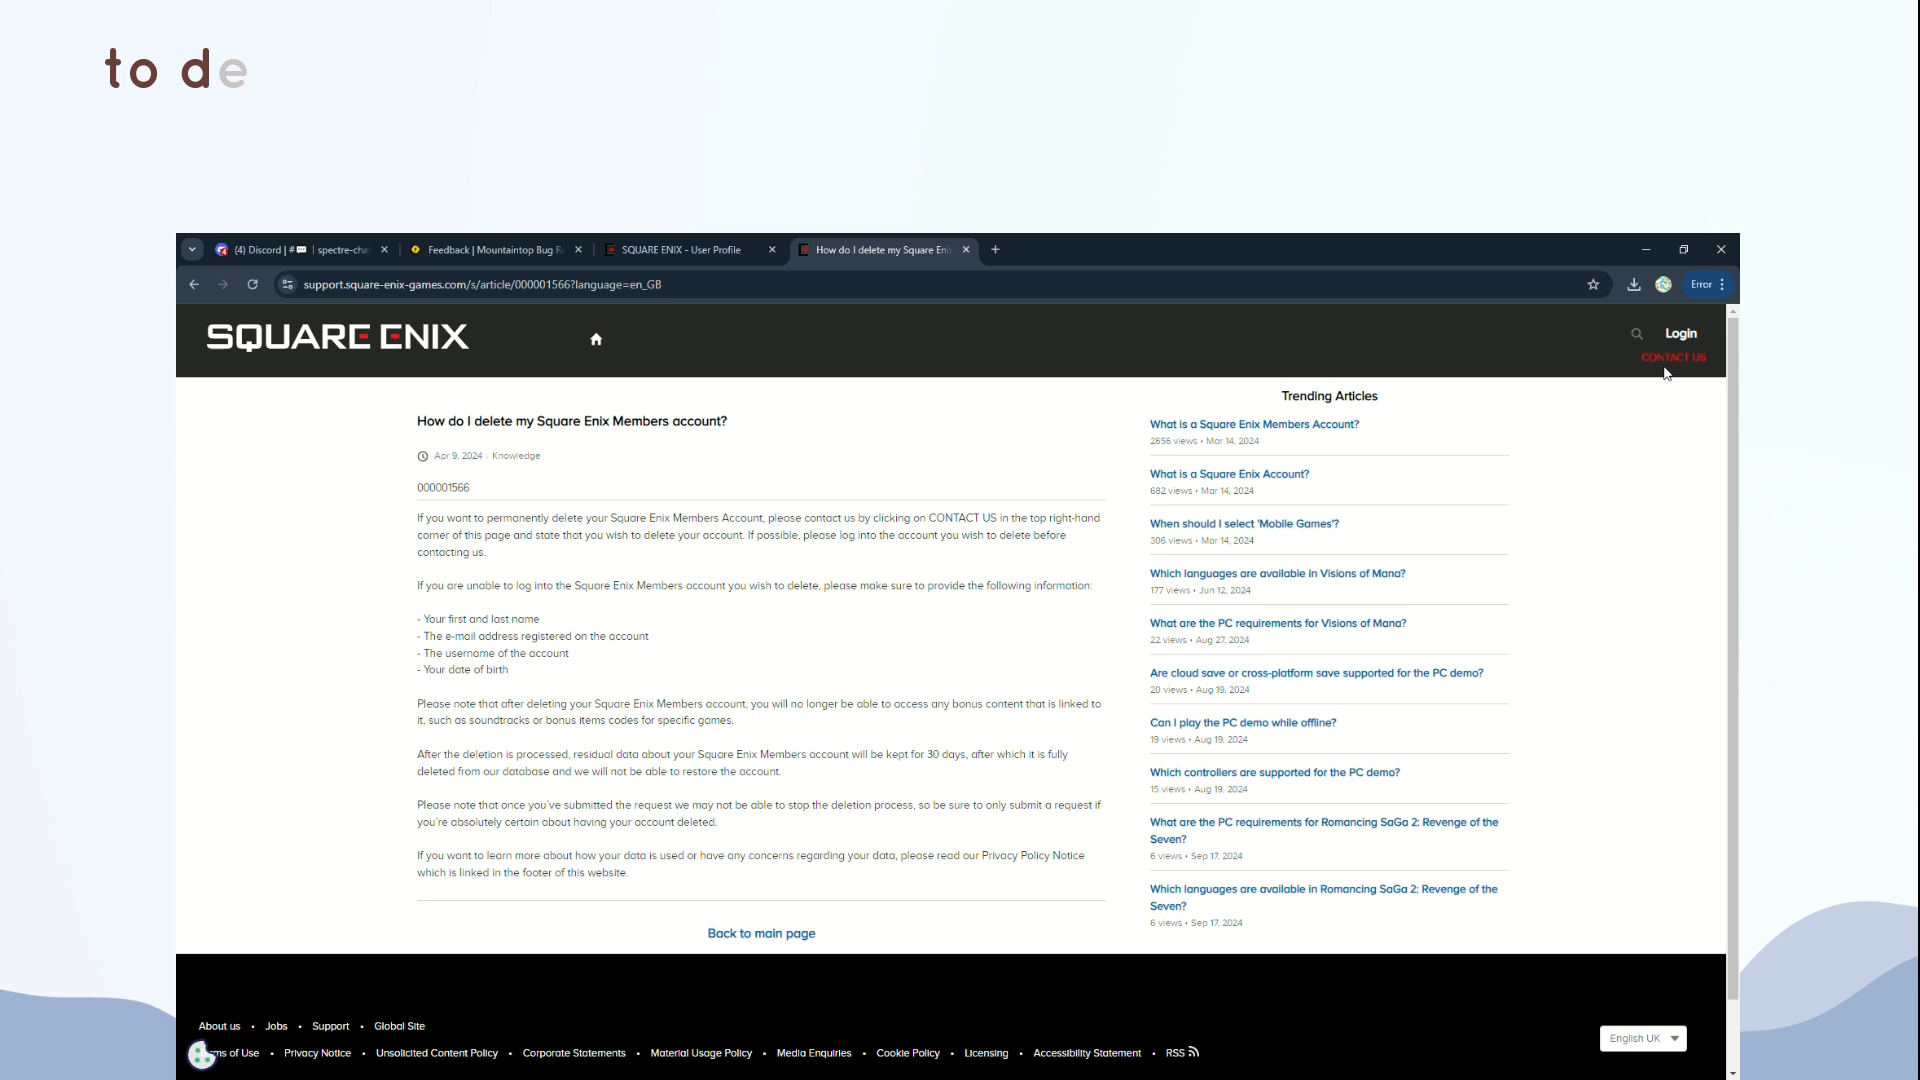 to de
(4) Discord | # | spectre-cha
Feedback | Mountaintop Bug R
SQUARE ENIX - User Profile
How do I delete my Square Eni
support.square-enix-games.com/s/article/000001566?language=en_GB
Error
SQUARE ENIX
Login
CONTACT US
How do I delete my Square Enix Members account?
Apr 9, 2024 · Knowledge
000001566
If you want to permanently delete your Square Enix Members Account, please contact us by clicking on CONTACT US in the top right-hand
corner of this page and state that you wish to delete your account. If possible, please log into the account you wish to delete before
contacting us.
If you are unable to log into the Square Enix Members account you wish to delete, please make sure to provide the following information:
- Your first and last name
- The e-mail address registered on the account
- The username of the account
- Your date of birth
Please note that after deleting your Square Enix Members account, you will no longer be able to access any bonus content that is linked to
it, such as soundtracks or bonus items codes for specific games.
After the deletion is processed, residual data about your Square Enix Members account will be kept for 30 days, after which it is fully
deleted from our database and we will not be able to restore the account.
Please note that once you've submitted the request we may not be able to stop the deletion process, so be sure to only submit a request if
you're absolutely certain about having your account deleted.
If you want to learn more about how your data is used or have any concerns regarding your data, please read our Privacy Policy Notice
which is linked in the footer of this website.
Back to main page
Trending Articles
What is a Square Enix Members Account?
2656 views • Mar 14, 2024
What is a Square Enix Account?
682 views • Mar 14, 2024
When should I select 'Mobile Games'?
306 views • Mar 14, 2024
Which languages are available in Visions of Mana?
177 views • Jun 12, 2024
What are the PC requirements for Visions of Mana?
22 views • Aug 27, 2024
Are cloud save or cross-platform save supported for the PC demo?
20 views • Aug 19, 2024
Can I play the PC demo while offline?
19 views • Aug 19, 2024
Which controllers are supported for the PC demo?
15 views • Aug 19, 2024
What are the PC requirements for Romancing SaGa 2: Revenge of the
Seven?
6 views • Sep 17, 2024
Which languages are available in Romancing SaGa 2: Revenge of the
Seven?
6 views • Sep 17, 2024
About us • Jobs • Support • Global Site
ms of Use • Privacy Notice • Unsolicited Content Policy • Corporate Statements • Material Usage Policy • Media Enquiries • Cookie Policy • Licensing • Accessibility Statement • RSS
English UK